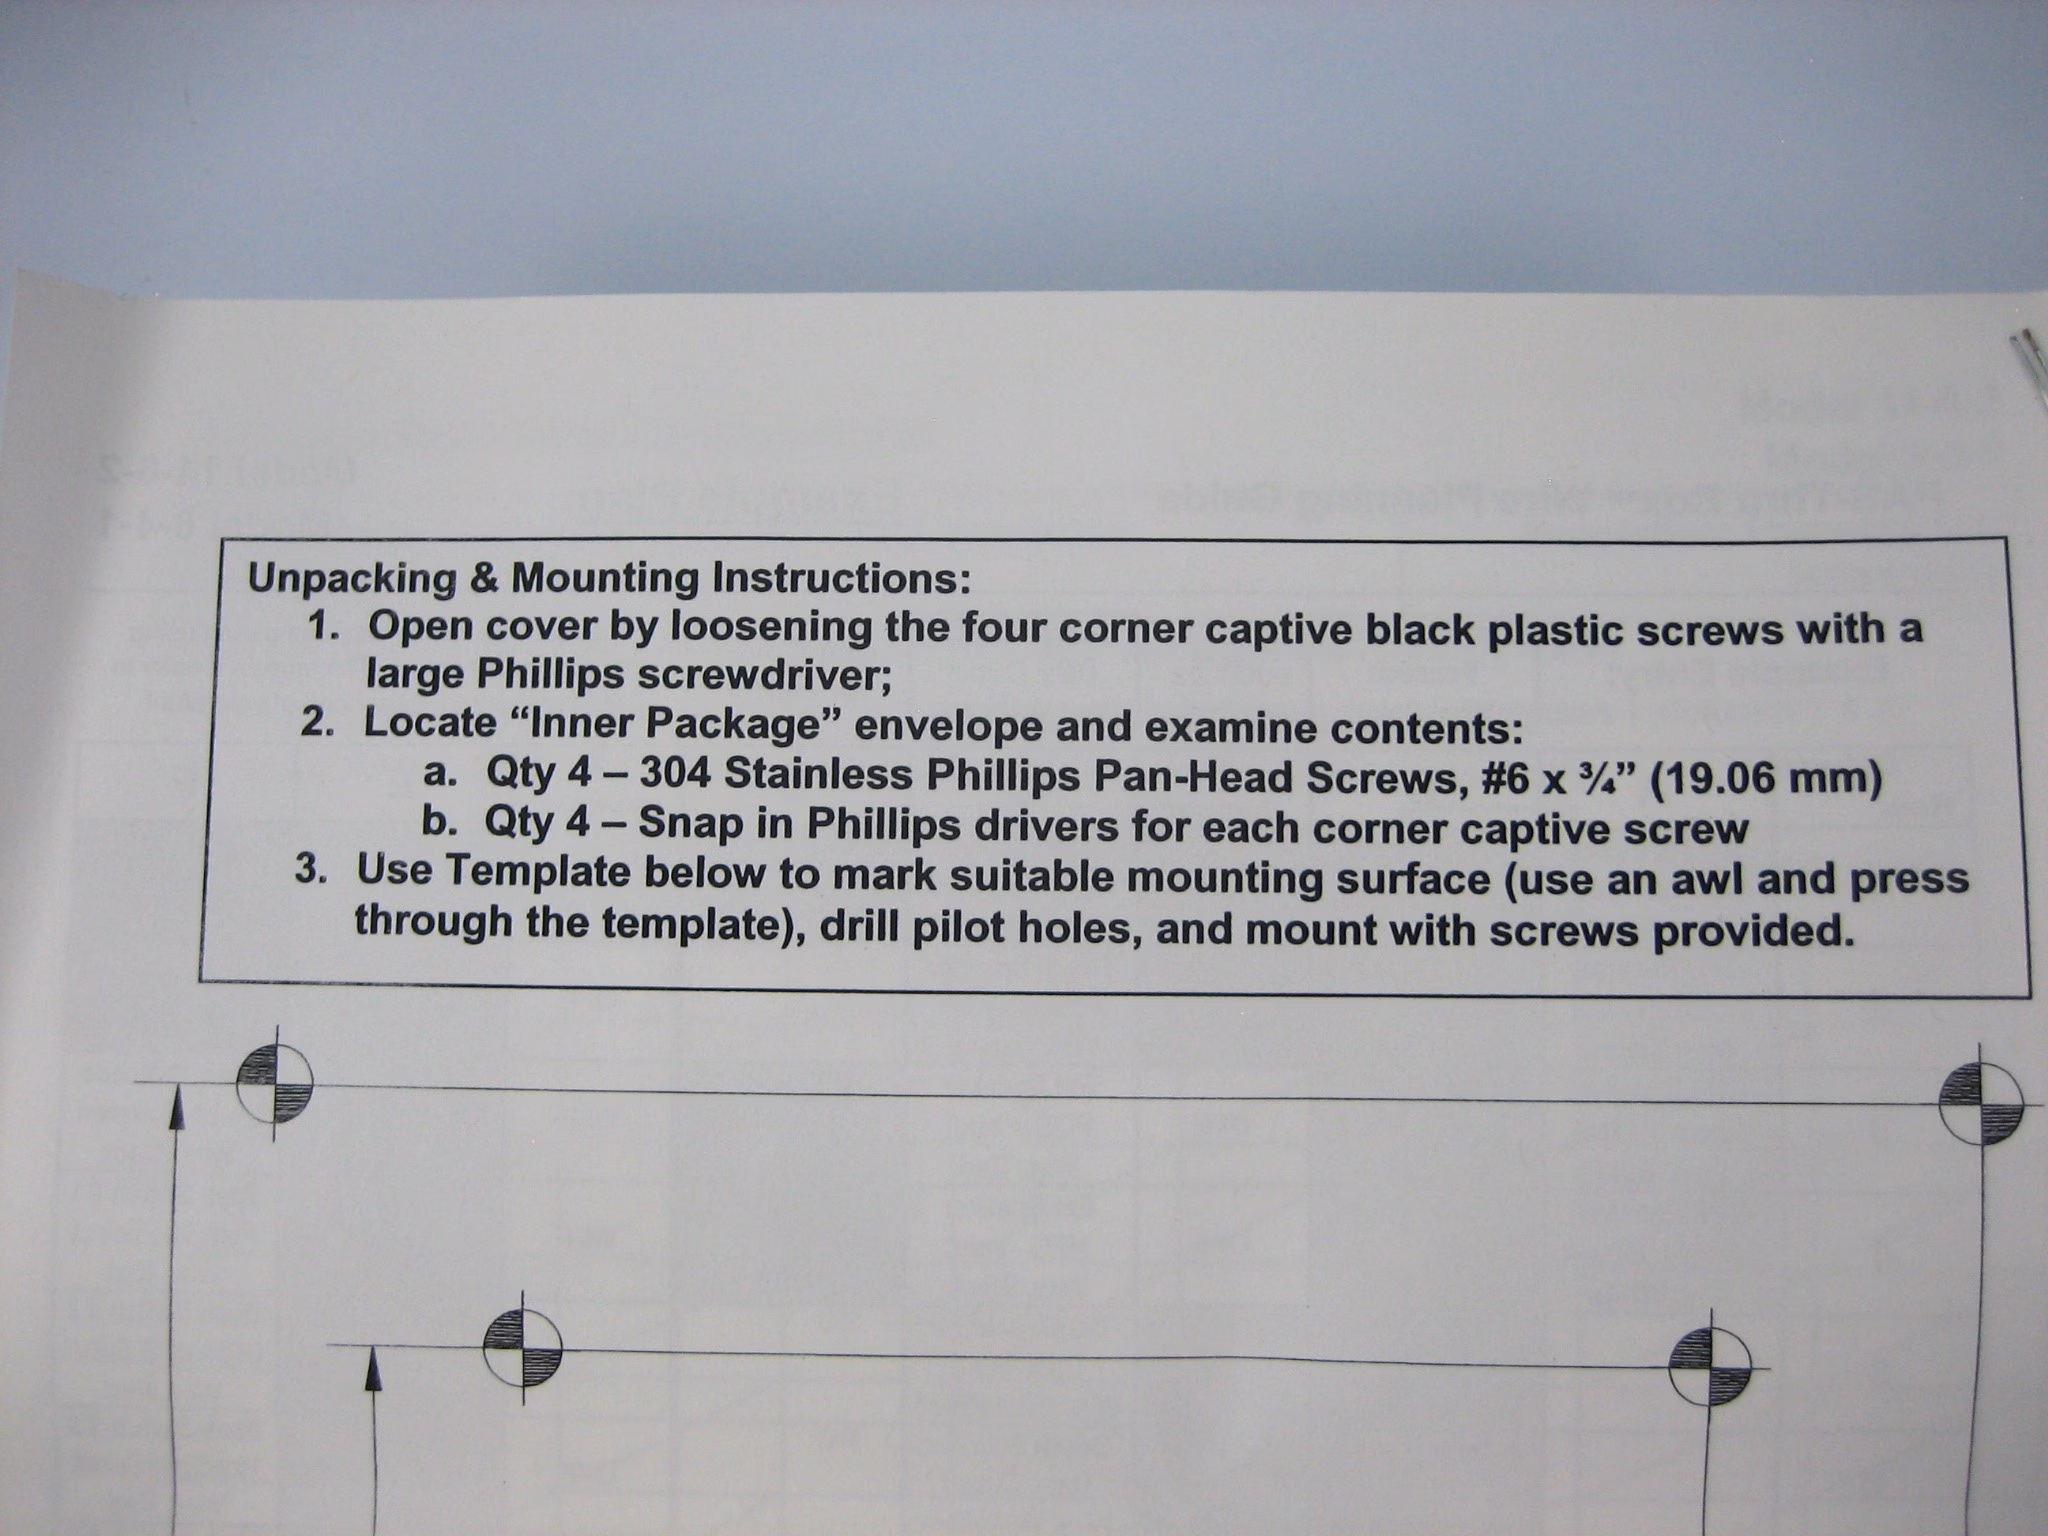 Unpacking & Mounting Instructions:
1. Open cover by loosening the four corner captive black plastic screws with a
large Phillips screwdriver;
2. Locate “Inner Package” envelope and examine contents:
a. Qty 4 – 304 Stainless Phillips Pan-Head Screws, #6 x ¾” (19.06 mm)
b. Qty 4 – Snap in Phillips drivers for each corner captive screw
3. Use Template below to mark suitable mounting surface (use an awl and press
through the template), drill pilot holes, and mount with screws provided.